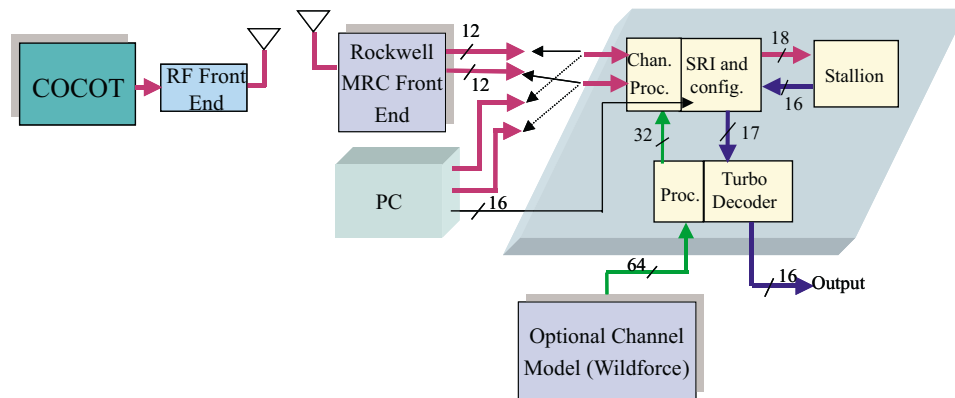 COCOT
RF Front
End
Rockwell
MRC Front
End
12
12
PC
16
Chan.
Proc.
SRI and
config.
18
16
Stallion
32
17
Proc.
Turbo
Decoder
64
16
Output
Optional Channel
Model (Wildforce)